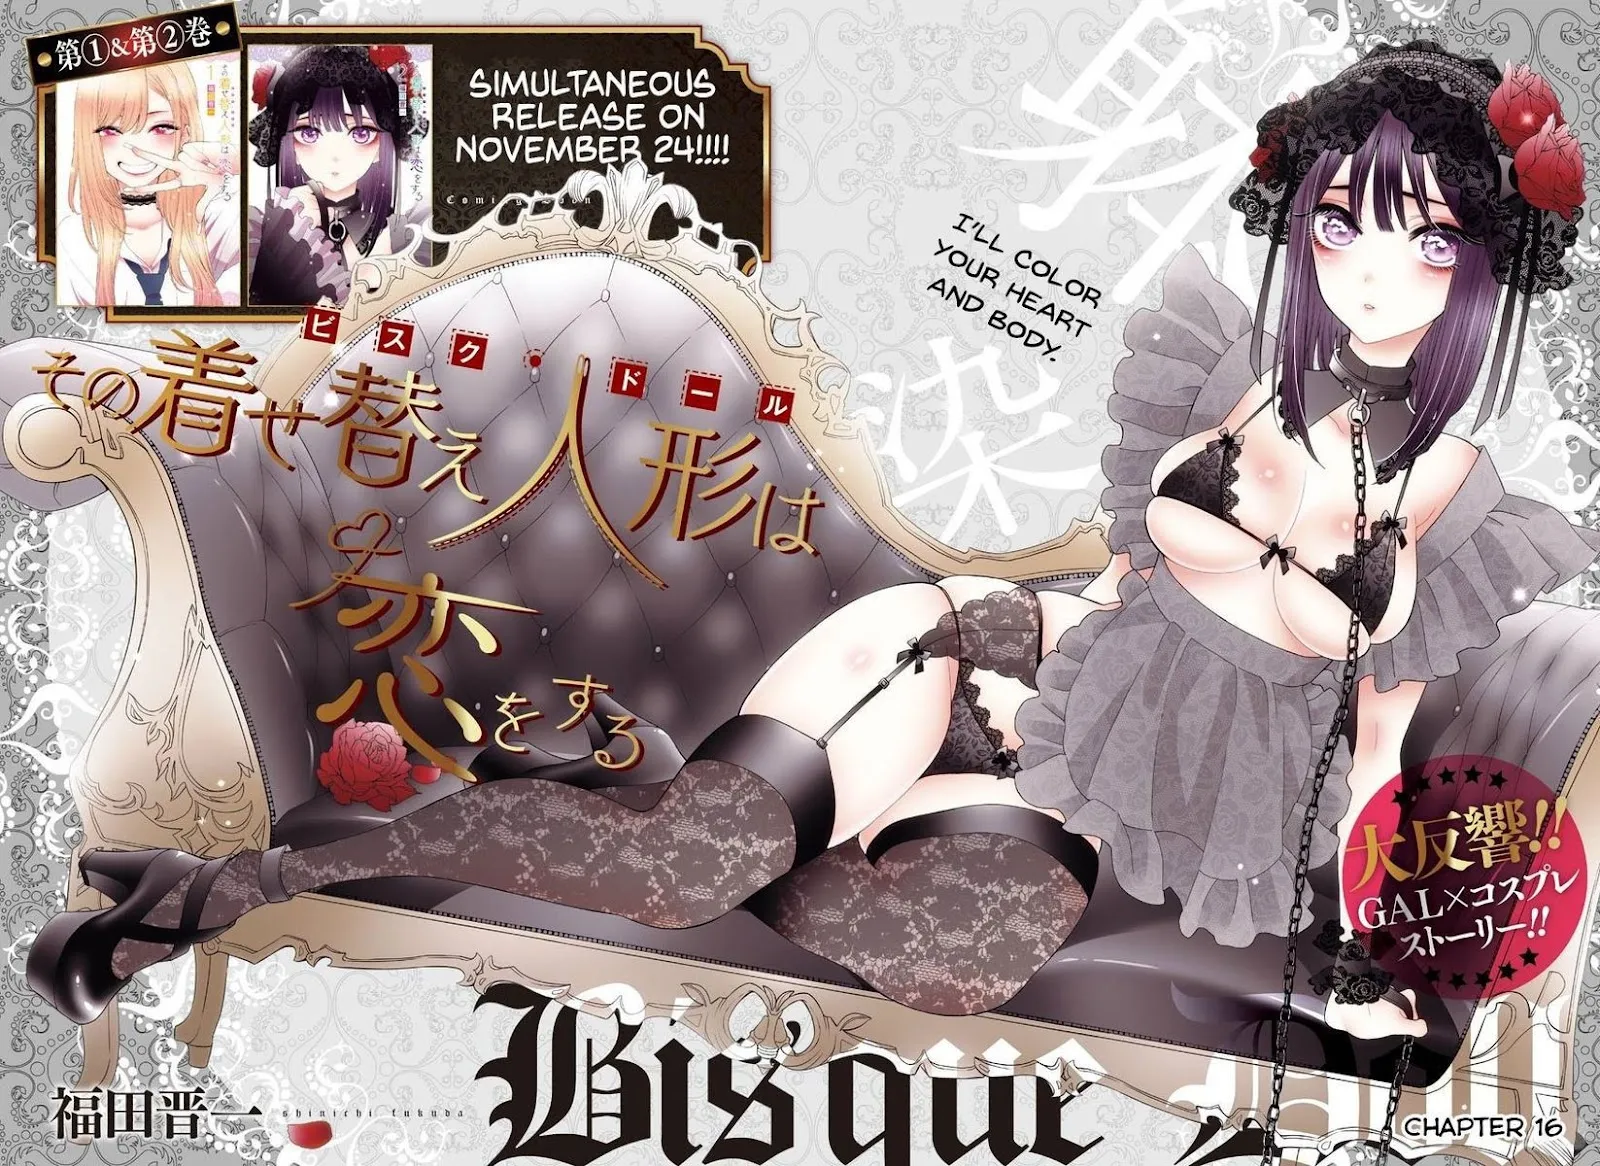 第①&第②巻
SIMULTANEOUS
RELEASE ON
NOVEMBER 24!!!!
Coming Soon
I'LL COLOR
YOUR HEART
AND BODY.
染
ビスク・ドール
その着せ替え人形は
恋をする
大反響!!
GAL×コスプレ
ストーリー!!
福田晋一
shinichi fukuda
Bisque
CHAPTER 16